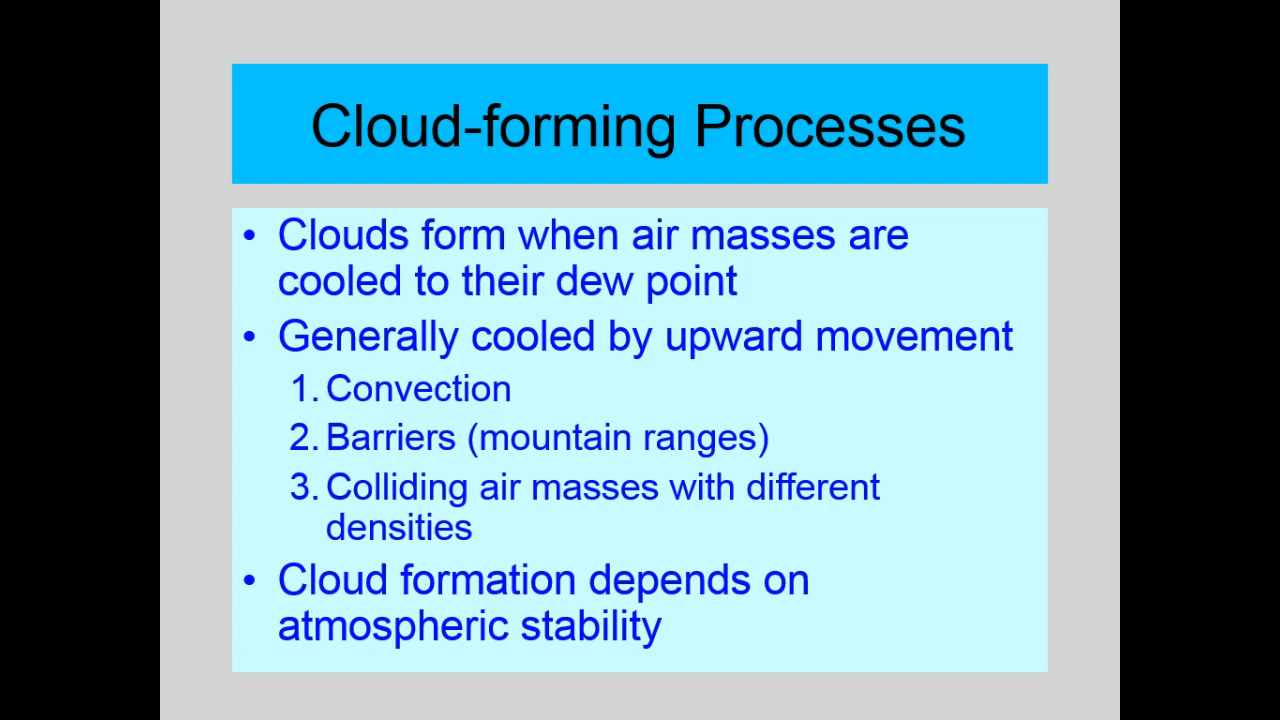 Cloud-forming Processes
• Clouds form when air masses are
cooled to their dew point
• Generally cooled by upward movement
1. Convection
2. Barriers (mountain ranges)
3. Colliding air masses with different
densities
• Cloud formation depends on
atmospheric stability